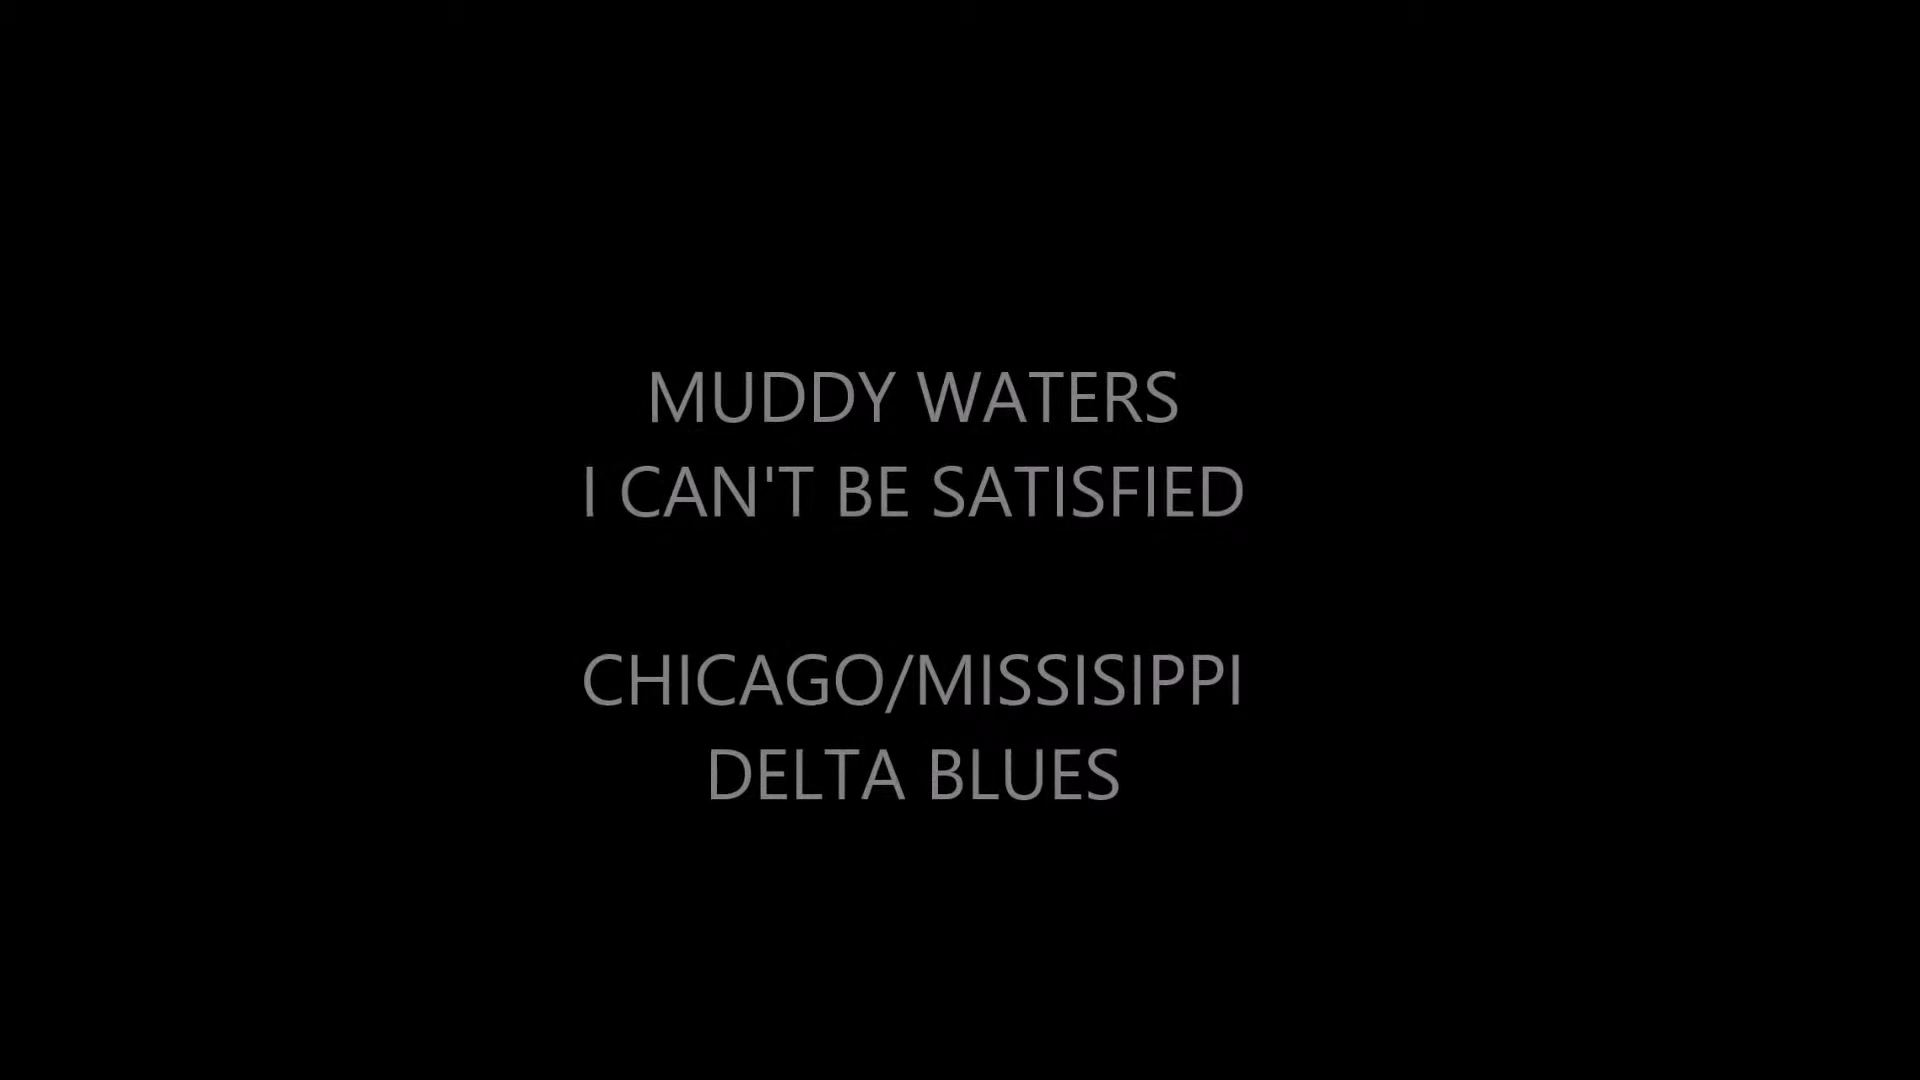 MUDDY WATERS
I CAN'T BE SATISFIED
CHICAGO/MISSISIPPI
DELTA BLUES